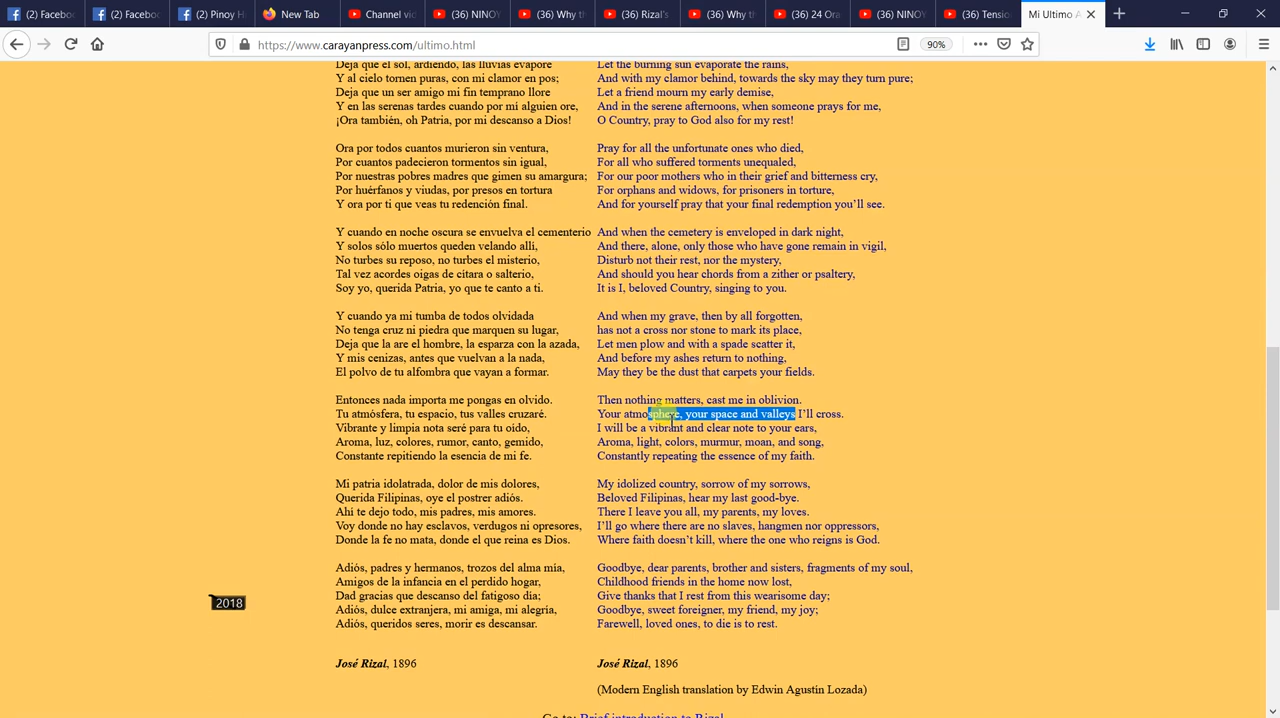 (2) Facebo
(2) Faceboo
(2) Pinoy H
New Tab
Channel vid
(36) NINOY
(36) Why th
(36) Rizal's
(36) Why th
(36) 24 Ora
(36) NINOY
(36) Tensio
Mi Ultimo A
https://www.carayanpress.com/ultimo.html
90%
Deja que el sol, ardiendo, las lluvias evapore
Y al cielo tornen puras, con mi clamor en pos;
Deja que un ser amigo mi fin temprano llore
Y en las serenas tardes cuando por mi alguien ore,
¡Ora también, oh Patria, por mi descanso a Dios!
Ora por todos cuantos murieron sin ventura,
Por cuantos padecieron tormentos sin igual,
Por nuestras pobres madres que gimen su amargura;
Por huérfanos y viudas, por presos en tortura
Y ora por ti que veas tu redención final.
Y cuando en noche oscura se envuelva el cementerio
Y solos sólo muertos queden velando allí,
No turbes su reposo, no turbes el misterio,
Tal vez acordes oigas de citara o salterio,
Soy yo, querida Patria, yo que te canto a ti.
Y cuando ya mi tumba de todos olvidada
No tenga cruz ni piedra que marquen su lugar,
Deja que la are el hombre, la esparza con la azada,
Y mis cenizas, antes que vuelvan a la nada,
El polvo de tu alfombra que vayan a formar.
Entonces nada importa me pongas en olvido.
Tu atmósfera, tu espacio, tus valles cruzaré.
Vibrante y limpia nota seré para tu oído,
Aroma, luz, colores, rumor, canto, gemido,
Constante repitiendo la esencia de mi fe.
Mi patria idolatrada, dolor de mis dolores,
Querida Filipinas, oye el postrer adiós.
Ahí te dejo todo, mis padres, mis amores.
Voy donde no hay esclavos, verdugos ni opresores,
Donde la fe no mata, donde el que reina es Dios.
Adiós, padres y hermanos, trozos del alma mía,
Amigos de la infancia en el perdido hogar,
Dad gracias que descanso del fatigoso día;
Adiós, dulce extranjera, mi amiga, mi alegría,
Adiós, queridos seres, morir es descansar.
José Rizal, 1896
Let the burning sun evaporate the rains,
And with my clamor behind, towards the sky may they turn pure;
Let a friend mourn my early demise,
And in the serene afternoons, when someone prays for me,
O Country, pray to God also for my rest!
Pray for all the unfortunate ones who died,
For all who suffered torments unequaled,
For our poor mothers who in their grief and bitterness cry,
For orphans and widows, for prisoners in torture,
And for yourself pray that your final redemption you'll see.
And when the cemetery is enveloped in dark night,
And there, alone, only those who have gone remain in vigil,
Disturb not their rest, nor the mystery,
And should you hear chords from a zither or psaltery,
It is I, beloved Country, singing to you.
And when my grave, then by all forgotten,
has not a cross nor stone to mark its place,
Let men plow and with a spade scatter it,
And before my ashes return to nothing,
May they be the dust that carpets your fields.
Then nothing matters, cast me in oblivion.
Your atmosphere, your space and valleys I'll cross.
I will be a vibrant and clear note to your ears,
Aroma, light, colors, murmur, moan, and song,
Constantly repeating the essence of my faith.
My idolized country, sorrow of my sorrows,
Beloved Filipinas, hear my last good-bye.
There I leave you all, my parents, my loves.
I'll go where there are no slaves, hangmen nor oppressors,
Where faith doesn't kill, where the one who reigns is God.
Goodbye, dear parents, brother and sisters, fragments of my soul,
Childhood friends in the home now lost,
Give thanks that I rest from this wearisome day;
Goodbye, sweet foreigner, my friend, my joy;
Farewell, loved ones, to die is to rest.
José Rizal, 1896
(Modern English translation by Edwin Agustín Lozada)
2018
Go to: Brief introduction to Rizal